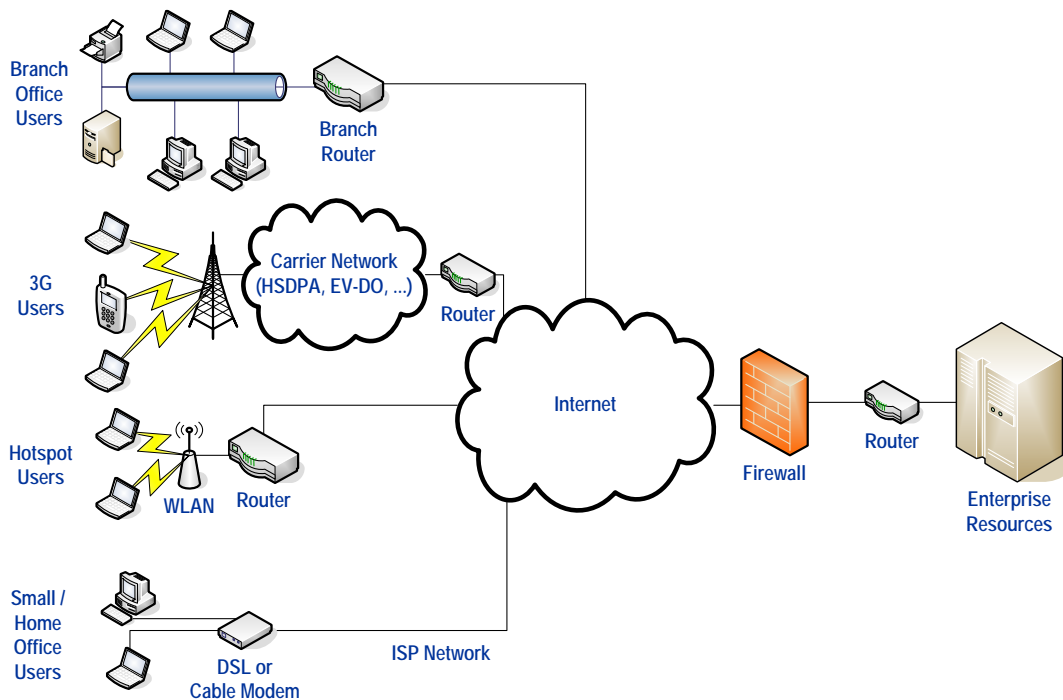 Branch
Office
Users
Branch
Router
3G
Users
Carrier Network
(HSDPA, EV-DO, ...)
Router
Internet
Firewall
Router
Enterprise
Resources
Hotspot
Users
WLAN
Router
Small /
Home
Office
Users
DSL or
Cable Modem
ISP Network